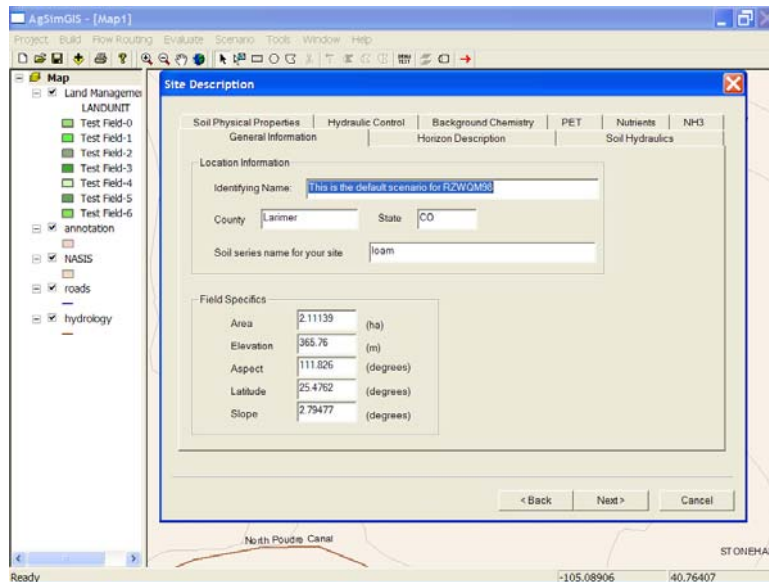 AgSimGIS - [Map1]
Project Build Flow Routing Evaluate Scenario Tools Window Help
Map
Land Managemen
LANDUNIT
Test Field-0
Test Field-1
Test Field-2
Test Field-3
Test Field-4
Test Field-5
Test Field-6
annotation
NASIS
roads
hydrology
Site Description
Soil Physical Properties Hydraulic Control Background Chemistry PET Nutrients NH3
General Information Horizon Description Soil Hydraulics
Location Information
Identifying Name: This is the default scenario for RZWQM98
County Larimer State CO
Soil series name for your site loam
Field Specifics
Area 2.11139 (ha)
Elevation 365.76 (m)
Aspect 111.826 (degrees)
Latitude 25.4762 (degrees)
Slope 2.79477 (degrees)
< Back Next > Cancel
North Poudre Canal
STONEHA
Ready -105.08906 40.76407